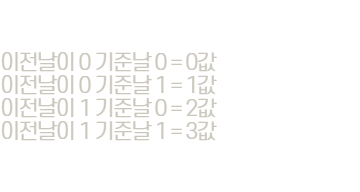 이전날이 0 기준날 0 = 0값
이전날이 0 기준날 1 = 1값
이전날이 1 기준날 0 = 2값
이전날이 1 기준날 1 = 3값